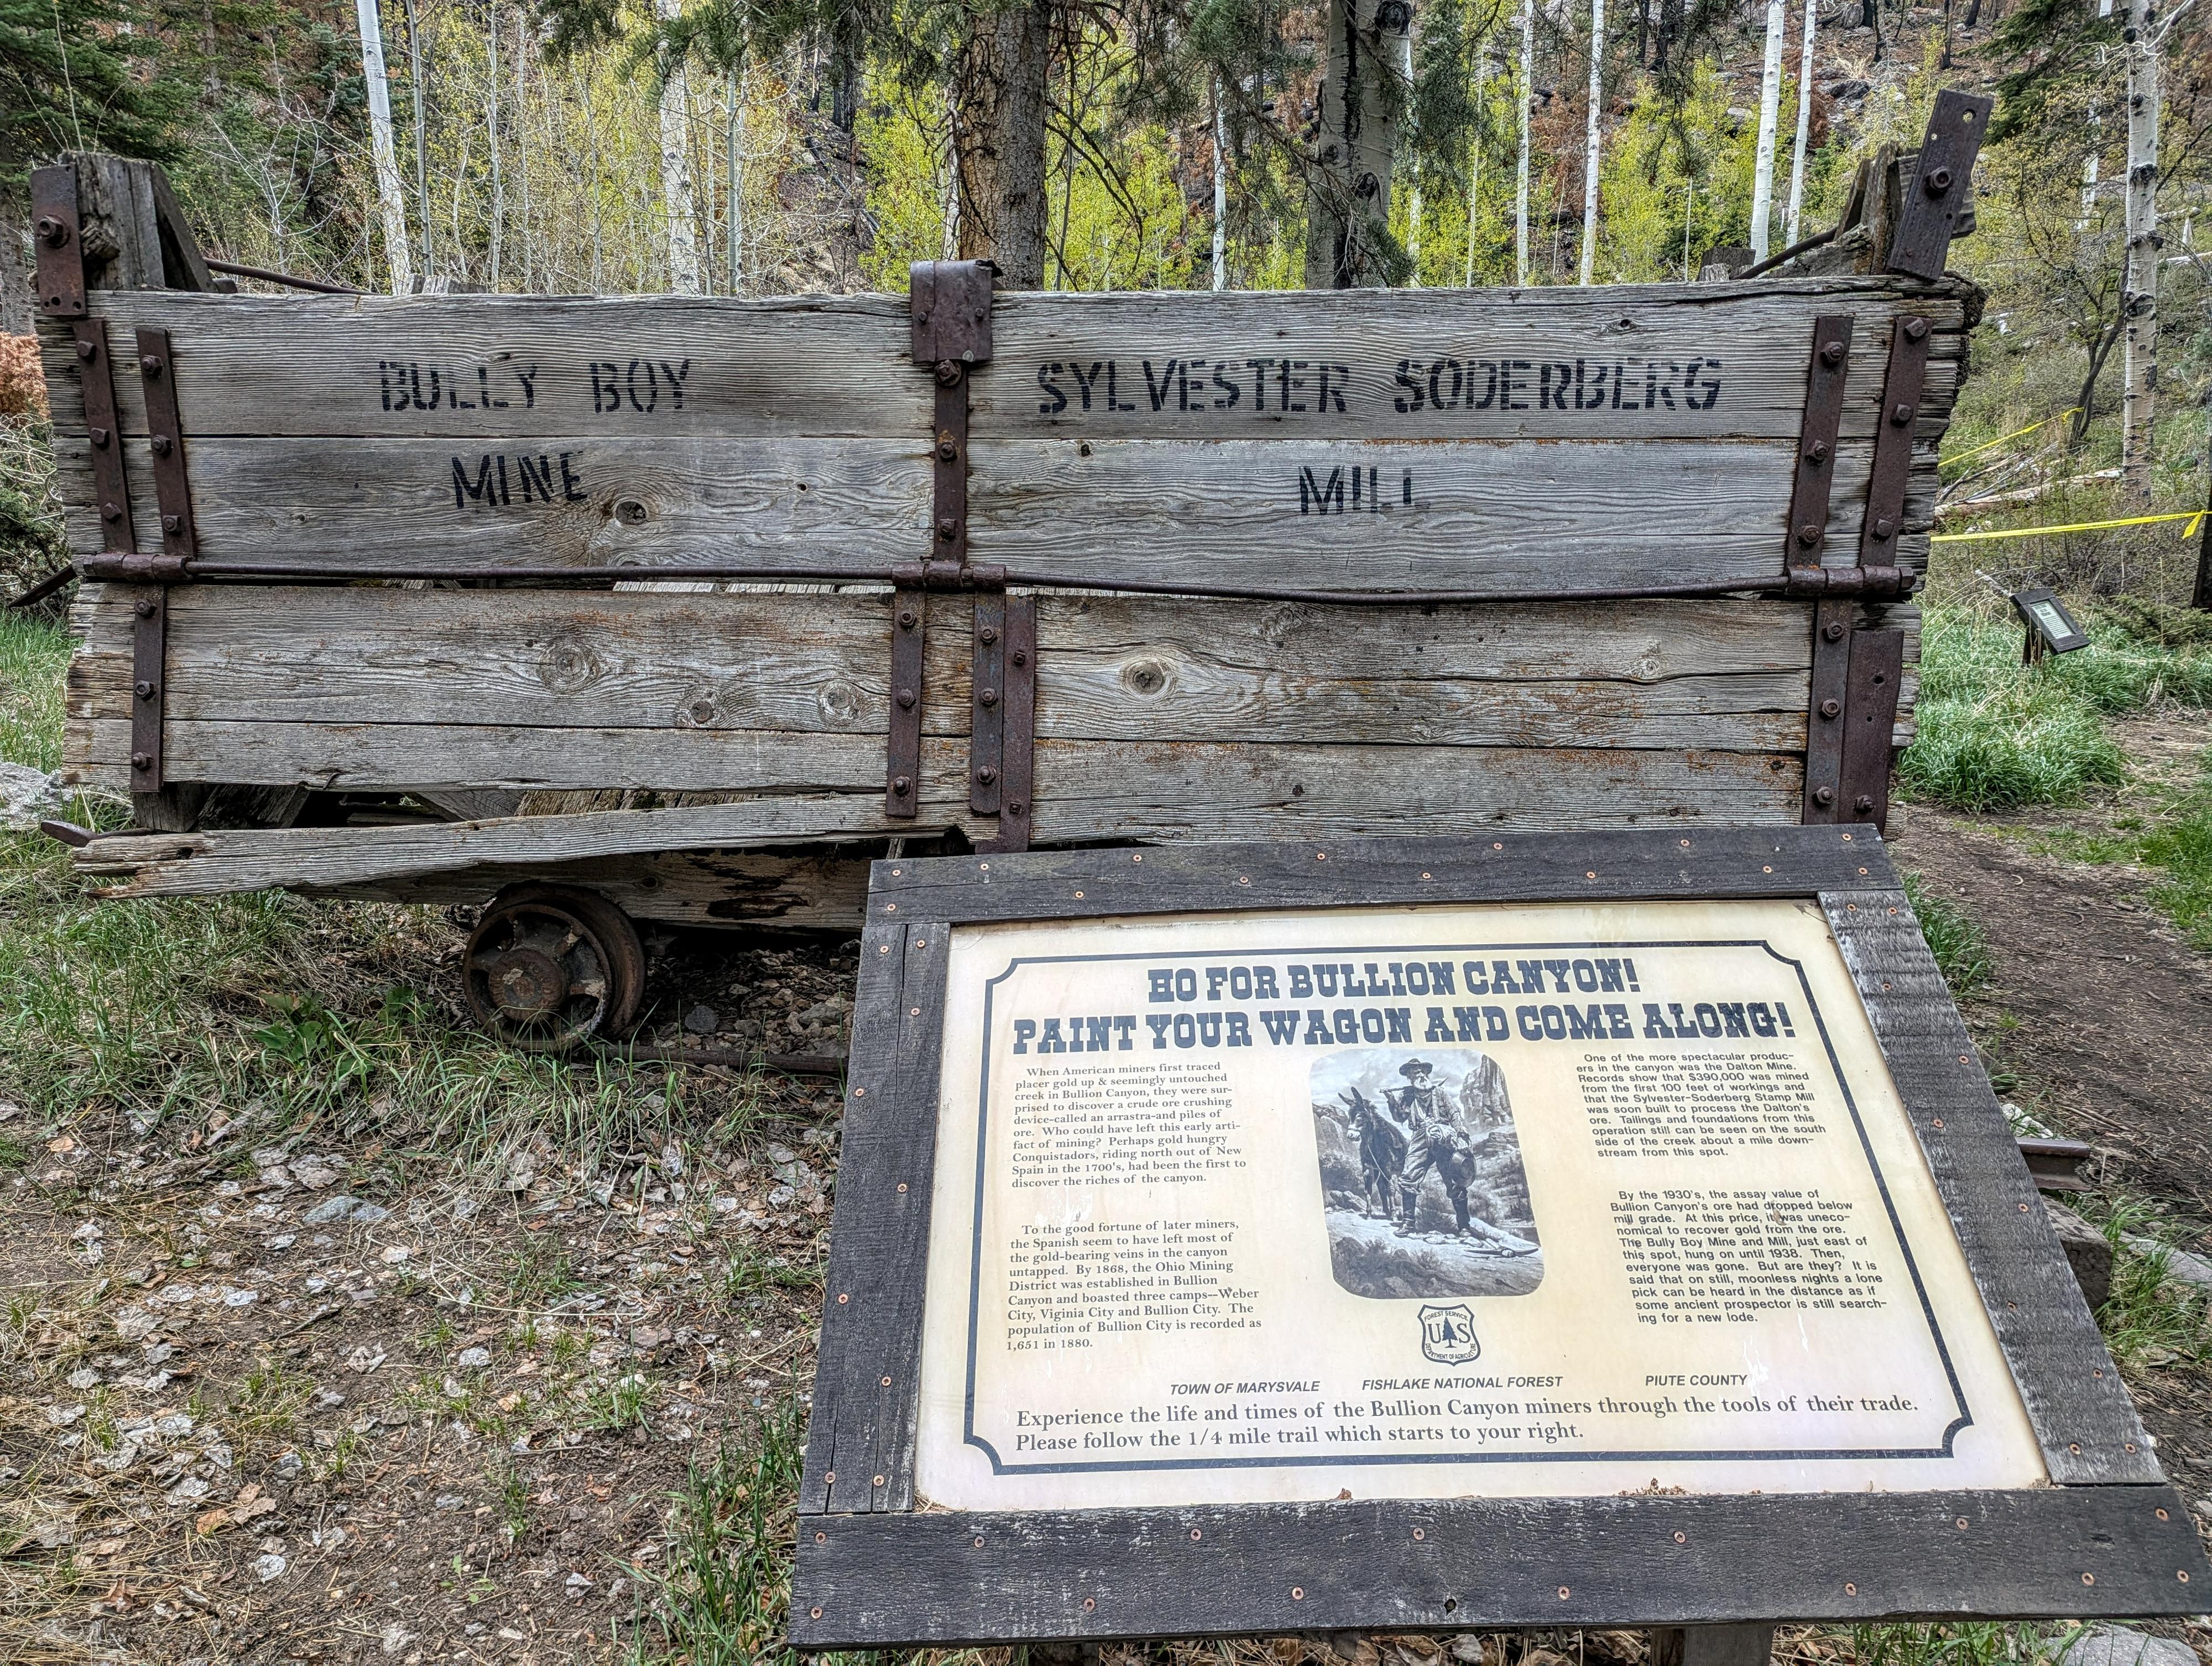 BULLY BOY
MINE
SYLVESTER SODERBERG
MILL
HO FOR BULLION CANYON!
PAINT YOUR WAGON AND COME ALONG!
When American miners first traced
placer gold up & seemingly untouched
creek in Bullion Canyon, they were sur-
prised to discover a crude ore crushing
device-called an arrastra-and piles of
ore. Who could have left this early arti-
fact of mining? Perhaps gold hungry
Conquistadors, riding north out of New
Spain in the 1700's, had been the first to
discover the riches of the canyon.
To the good fortune of later miners,
the Spanish seem to have left most of
the gold-bearing veins in the canyon
untapped. By 1868, the Ohio Mining
District was established in Bullion
Canyon and boasted three camps--Weber
City, Viginia City and Bullion City. The
population of Bullion City is recorded as
1,651 in 1880.
One of the more spectacular produc-
ers in the canyon was the Dalton Mine.
Records show that $390,000 was mined
from the first 100 feet of workings and
that the Sylvester-Soderberg Stamp Mill
was soon built to process the Dalton's
ore. Tailings and foundations from this
operation still can be seen on the south
side of the creek about a mile down-
stream from this spot.
By the 1930's, the assay value of
Bullion Canyon's ore had dropped below
mill grade. At this price, it was uneco-
nomical to recover gold from the ore.
The Bully Boy Mine and Mill, just east of
this spot, hung on until 1938. Then,
everyone was gone. But are they? It is
said that on still, moonless nights a lone
pick can be heard in the distance as if
some ancient prospector is still search-
ing for a new lode.
FOREST SERVICE
US
DEPARTMENT OF AGRICULTURE
TOWN OF MARYSVALE FISHLAKE NATIONAL FOREST PIUTE COUNTY
Experience the life and times of the Bullion Canyon miners through the tools of their trade.
Please follow the 1/4 mile trail which starts to your right.